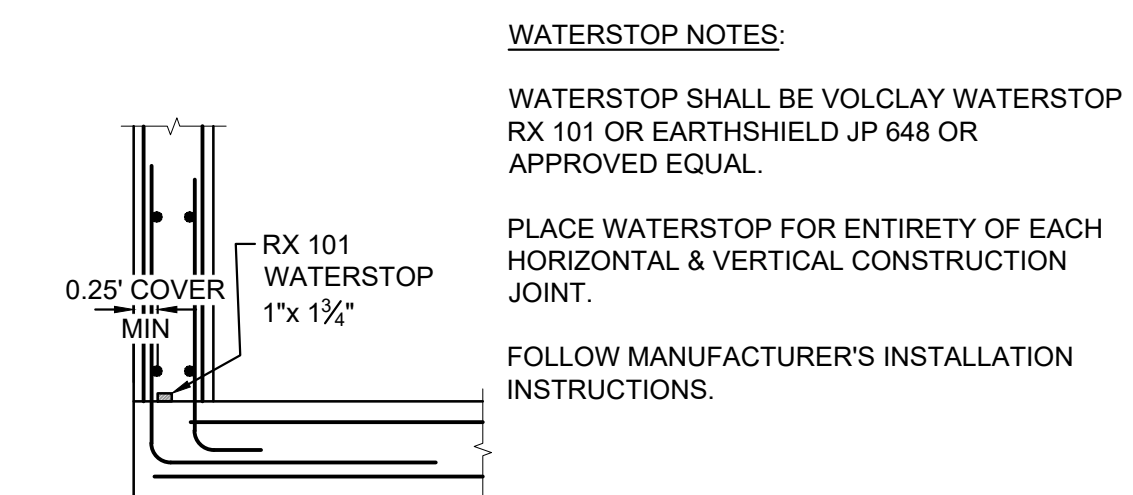 WATERSTOP NOTES:
WATERSTOP SHALL BE VOLCLAY WATERSTOP
RX 101 OR EARTHSHIELD JP 648 OR
APPROVED EQUAL.
PLACE WATERSTOP FOR ENTIRETY OF EACH
HORIZONTAL & VERTICAL CONSTRUCTION
JOINT.
FOLLOW MANUFACTURER'S INSTALLATION
INSTRUCTIONS.
RX 101
WATERSTOP
1"x 1¾"
0.25' COVER
MIN